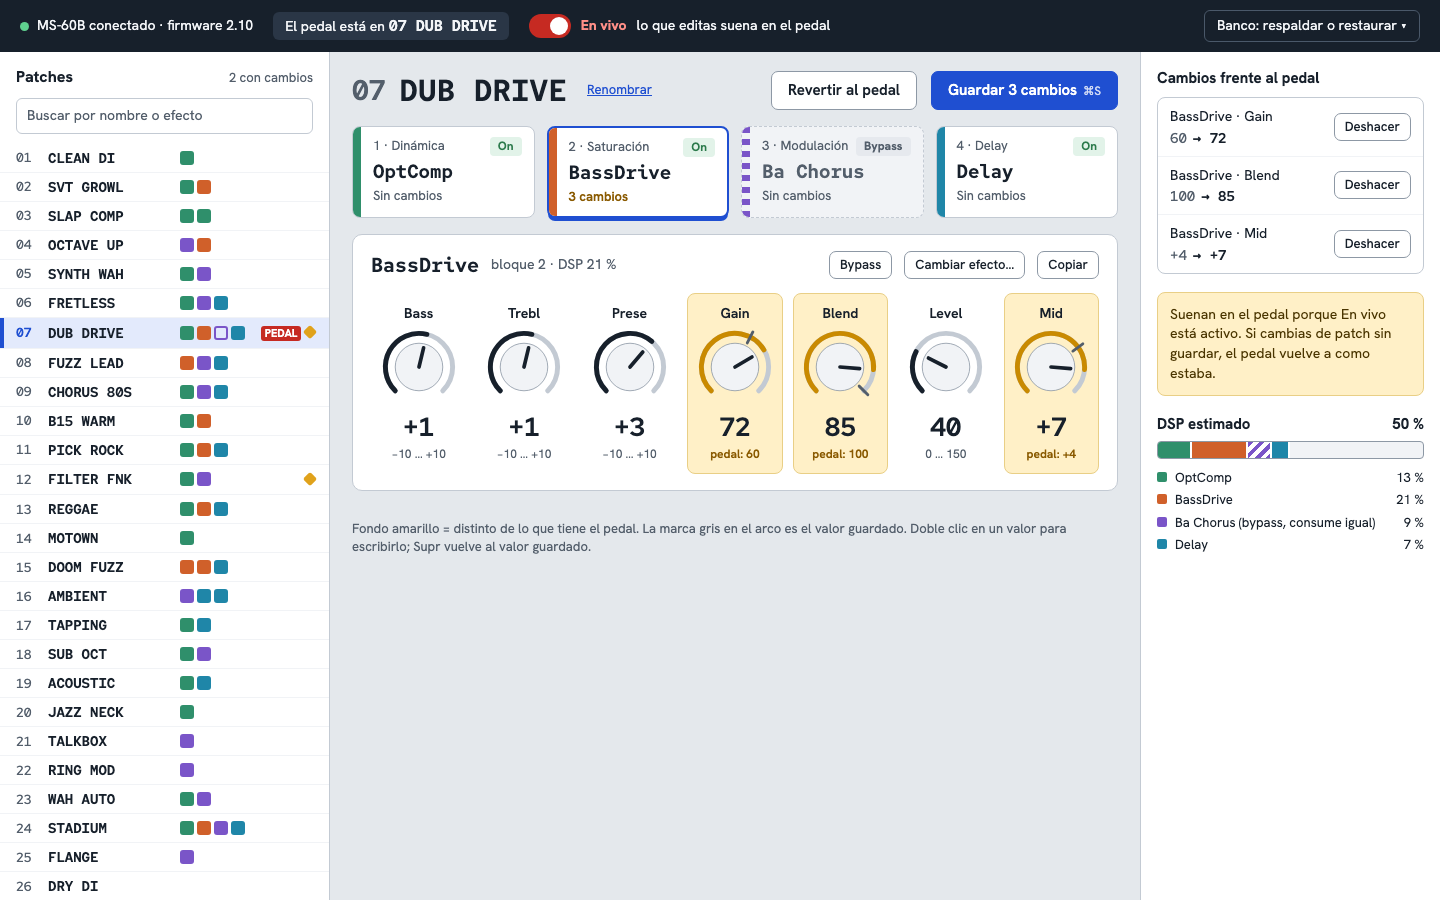 MS-60B conectado · firmware 2.10
El pedal está en 07 DUB DRIVE
En vivo lo que editas suena en el pedal
Banco: respaldar o restaurar ▾
Patches
2 con cambios
Buscar por nombre o efecto
01 CLEAN DI
02 SVT GROWL
03 SLAP COMP
04 OCTAVE UP
05 SYNTH WAH
06 FRETLESS
07 DUB DRIVE PEDAL
08 FUZZ LEAD
09 CHORUS 80S
10 B15 WARM
11 PICK ROCK
12 FILTER FNK
13 REGGAE
14 MOTOWN
15 DOOM FUZZ
16 AMBIENT
17 TAPPING
18 SUB OCT
19 ACOUSTIC
20 JAZZ NECK
21 TALKBOX
22 RING MOD
23 WAH AUTO
24 STADIUM
25 FLANGE
26 DRY DI
07 DUB DRIVE
Renombrar
Revertir al pedal
Guardar 3 cambios ⌘S
1 · Dinámica On
OptComp
Sin cambios
2 · Saturación On
BassDrive
3 cambios
3 · Modulación Bypass
Ba Chorus
Sin cambios
4 · Delay On
Delay
Sin cambios
BassDrive bloque 2 · DSP 21 %
Bypass
Cambiar efecto…
Copiar
Bass
+1
−10 … +10
Trebl
+1
−10 … +10
Prese
+3
−10 … +10
Gain
72
pedal: 60
Blend
85
pedal: 100
Level
40
0 … 150
Mid
+7
pedal: +4
Fondo amarillo = distinto de lo que tiene el pedal. La marca gris en el arco es el valor guardado. Doble clic en un valor para
escribirlo; Supr vuelve al valor guardado.
Cambios frente al pedal
BassDrive · Gain
60 → 72
Deshacer
BassDrive · Blend
100 → 85
Deshacer
BassDrive · Mid
+4 → +7
Deshacer
Suenan en el pedal porque En vivo
está activo. Si cambias de patch sin
guardar, el pedal vuelve a como
estaba.
DSP estimado 50 %
OptComp 13 %
BassDrive 21 %
Ba Chorus (bypass, consume igual) 9 %
Delay 7 %